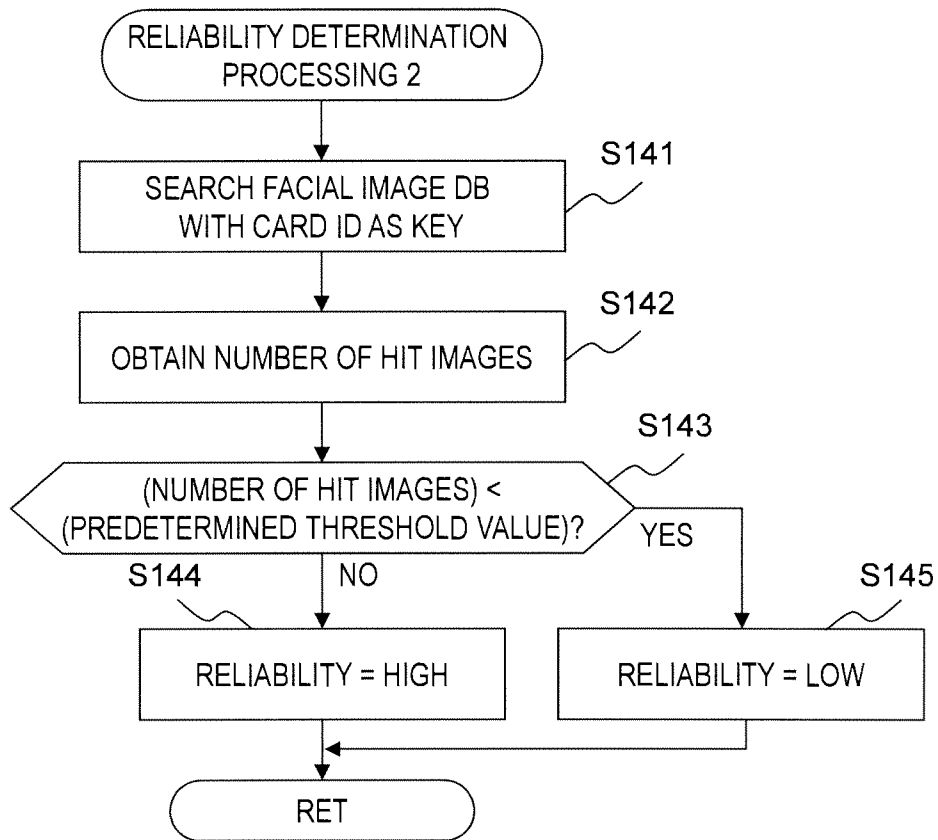 RELIABILITY DETERMINATION
PROCESSING 2
S141
SEARCH FACIAL IMAGE DB
WITH CARD ID AS KEY
S142
OBTAIN NUMBER OF HIT IMAGES
S143
(NUMBER OF HIT IMAGES) <
(PREDETERMINED THRESHOLD VALUE)?
YES
S144
NO
S145
RELIABILITY = HIGH
RELIABILITY = LOW
RET